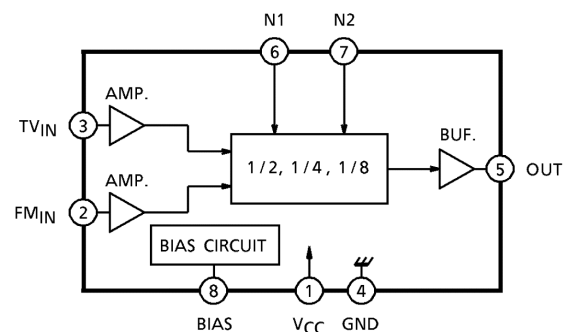 N1 N2
6 7
AMP.
TVIN 3
BUF.
1/2, 1/4, 1/8
5 OUT
AMP.
FMIN 2
BIAS CIRCUIT
8 1 4
BIAS VCC GND